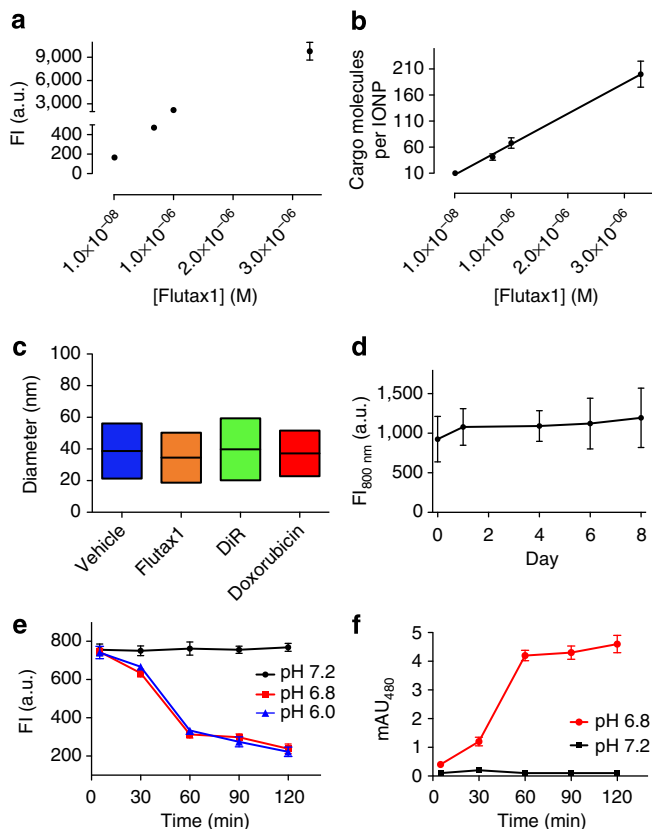 a
FI (a.u.)
9,000
6,000
3,000
400
200
0
1.0×10⁻⁰⁸
1.0×10⁻⁰⁶
2.0×10⁻⁰⁶
3.0×10⁻⁰⁶
[Flutax1] (M)
b
Cargo molecules
per IONP
210
160
110
60
10
1.0×10⁻⁰⁸
1.0×10⁻⁰⁶
2.0×10⁻⁰⁶
3.0×10⁻⁰⁶
[Flutax1] (M)
c
Diameter (nm)
100
80
60
40
20
0
Vehicle
Flutax1
DiR
Doxorubicin
d
FI₈₀₀ ₙₘ (a.u.)
1,500
1,000
500
0
0 2 4 6 8
Day
e
FI (a.u.)
800
600
400
200
pH 7.2
pH 6.8
pH 6.0
0 30 60 90 120
Time (min)
f
mAU₄₈₀
5
4
3
2
1
0
pH 6.8
pH 7.2
0 30 60 90 120
Time (min)